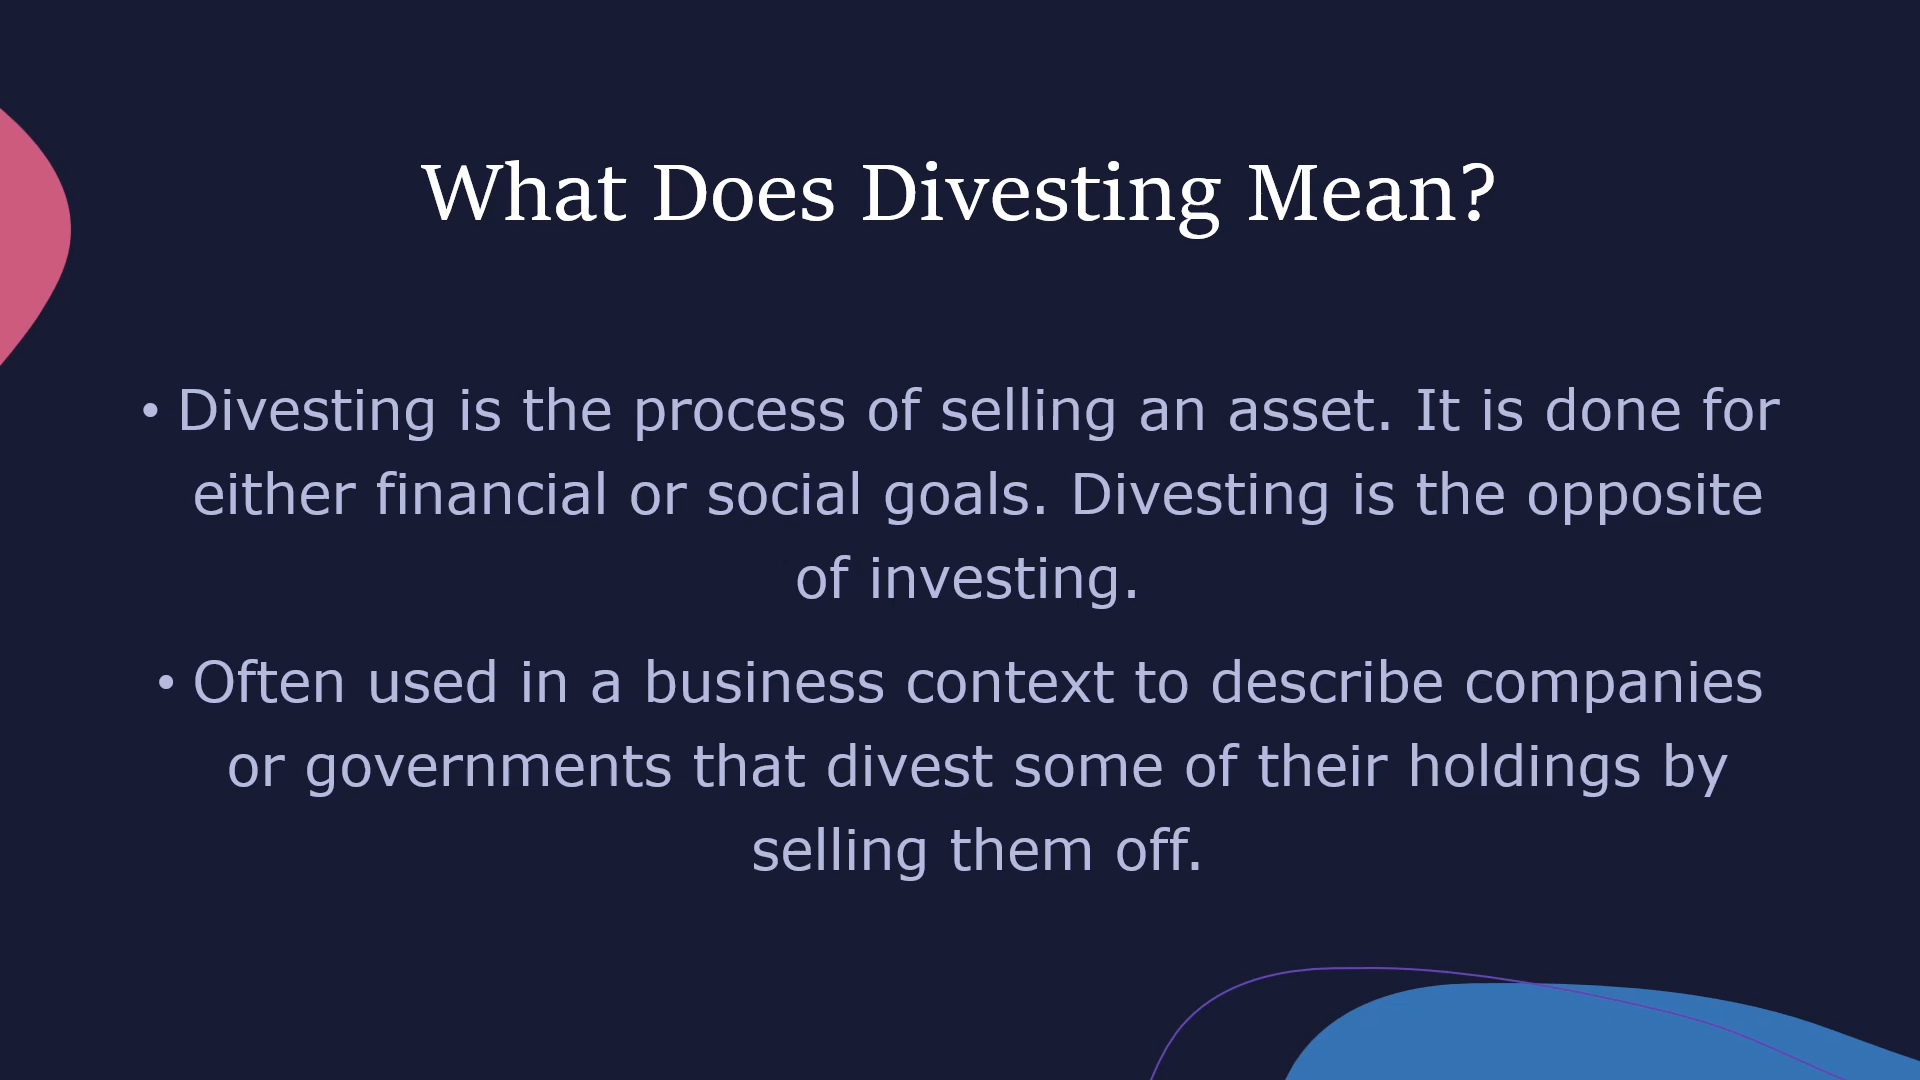 What Does Divesting Mean?
• Divesting is the process of selling an asset. It is done for
either financial or social goals. Divesting is the opposite
of investing.
• Often used in a business context to describe companies
or governments that divest some of their holdings by
selling them off.